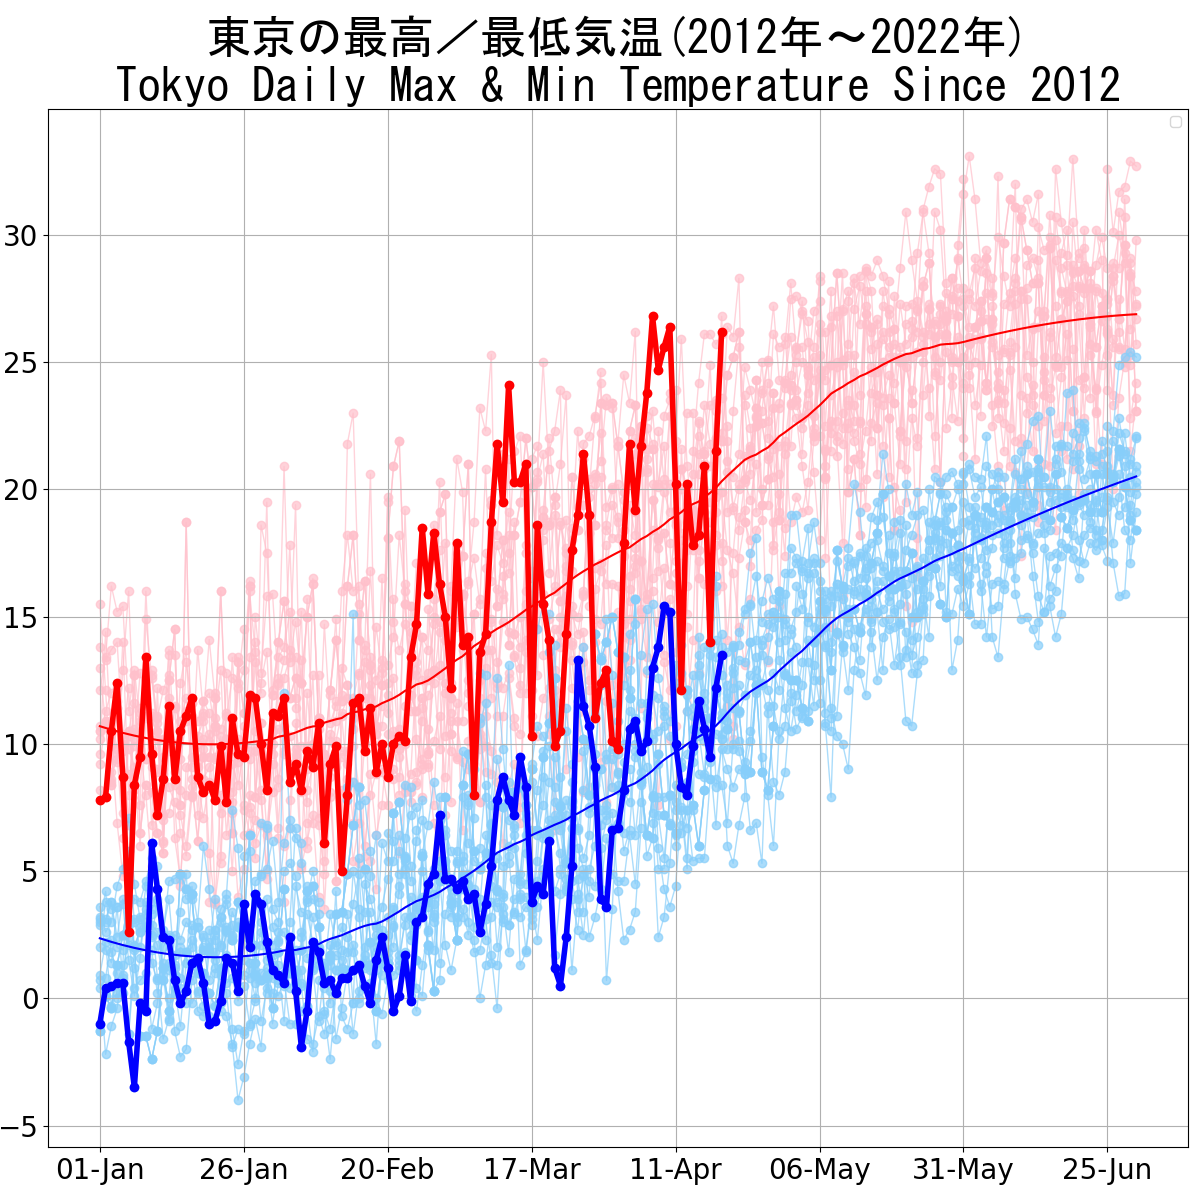 東京の最高／最低気温(2012年～2022年)
Tokyo Daily Max & Min Temperature Since 2012
30
25
20
15
10
5
0
−5
01-Jan 26-Jan 20-Feb 17-Mar 11-Apr 06-May 31-May 25-Jun